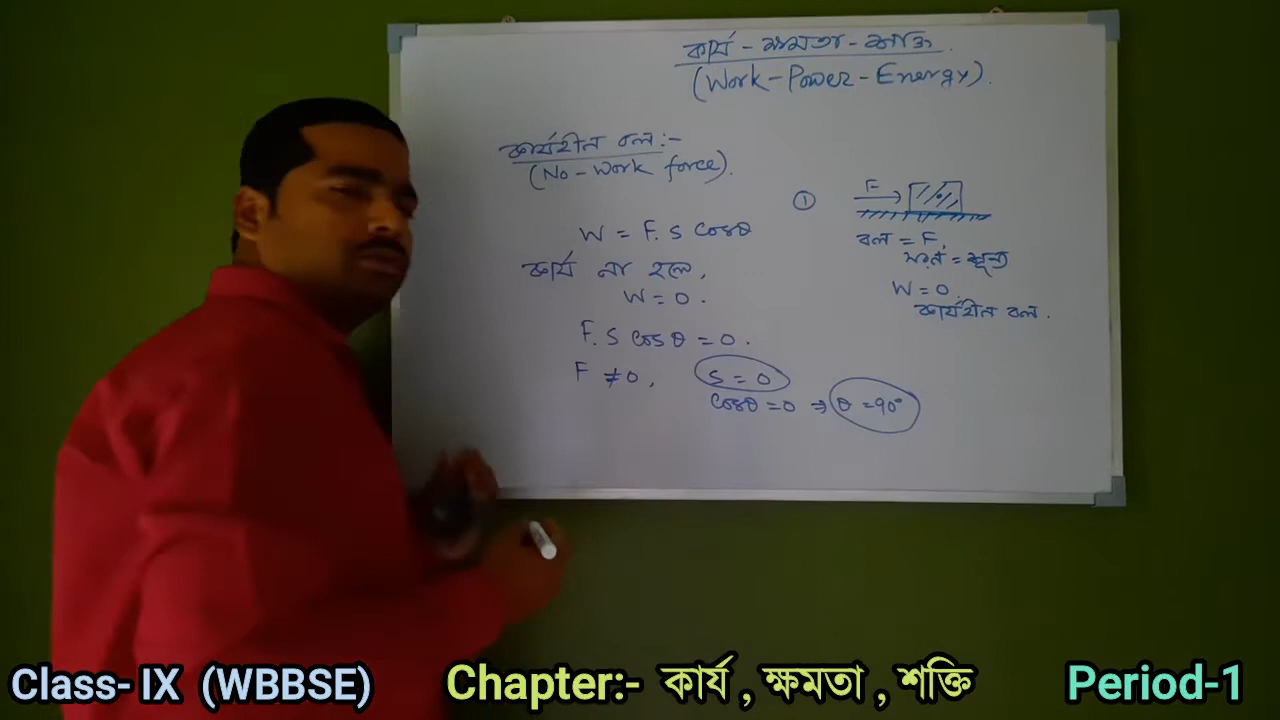 কার্য - ক্ষমতা - শক্তি
(Work-Power-Energy).
কার্যহীন বল:-
(No-work force).
W = F. S cosθ
কার্য না হলে,
W = 0.
F. S cosθ = 0.
F ≠ 0, S = 0
cosθ = 0 ⇒ θ = 90°
① F
বল = F,
সরণ = শূন্য
W = 0.
কার্যহীন বল.
Class- IX (WBBSE) Chapter:- কার্য , ক্ষমতা , শক্তি Period-1